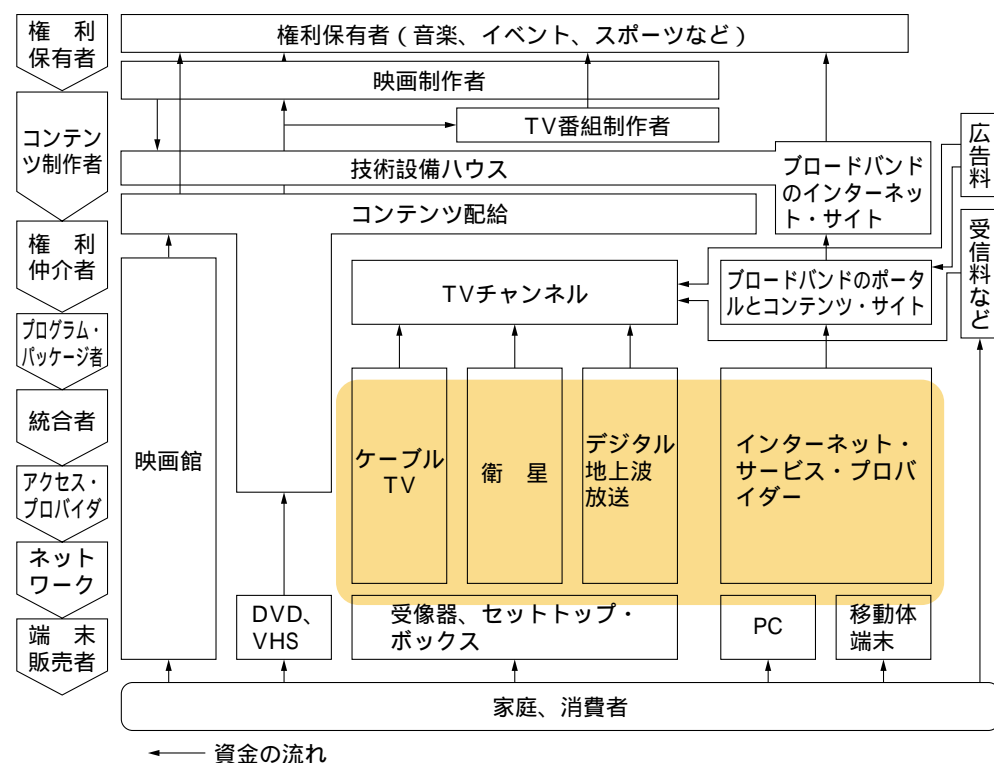 権　利
保有者
権利保有者（音楽、イベント、スポーツなど）
映画制作者
コンテン
ツ制作者
TV番組制作者
技術設備ハウス
ブロードバンド
のインターネッ
ト・サイト
広告料
コンテンツ配給
権　利
仲介者
受信料など
TVチャンネル
ブロードバンドのポータ
ルとコンテンツ・サイト
プログラム・
パッケージ者
統合者
映画館
ケーブル
TV
衛　星
デジタル
地上波
放送
インターネット・
サービス・プロバ
イダー
アクセス・
プロバイダ
ネット
ワーク
DVD、
VHS
受像器、セットトップ・
ボックス
PC
移動体
端末
端　末
販売者
家庭、消費者
資金の流れ